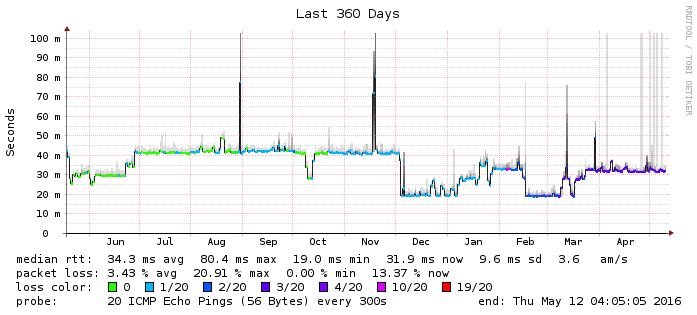 Last 360 Days
RRDTOOL / TOBI OETIKER
Seconds
100 m
90 m
80 m
70 m
60 m
50 m
40 m
30 m
20 m
10 m
0
Jun Jul Aug Sep Oct Nov Dec Jan Feb Mar Apr
median rtt: 34.3 ms avg 80.4 ms max 19.0 ms min 31.9 ms now 9.6 ms sd 3.6 am/s
packet loss: 3.43 % avg 20.91 % max 0.00 % min 13.37 % now
loss color: 0 1/20 2/20 3/20 4/20 10/20 19/20
probe: 20 ICMP Echo Pings (56 Bytes) every 300s end: Thu May 12 04:05:05 2016